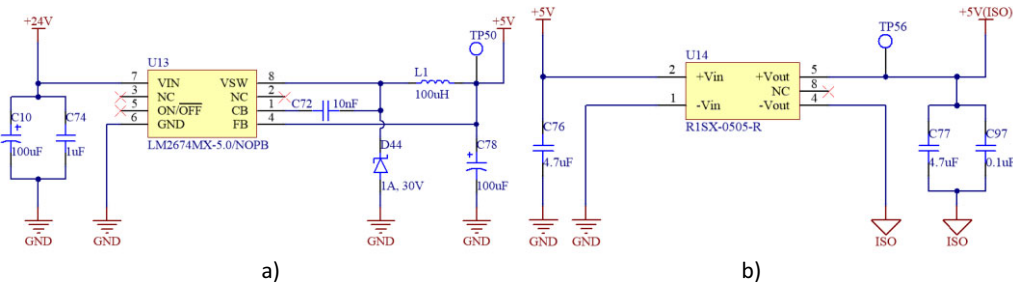 +24V
+5V
TP50
U13
7 VIN VSW 8
3 NC NC 2
5 ON/OFF CB 1
6 GND FB 4
LM2674MX-5.0/NOPB
L1
100uH
C72 10nF
C10
100uF
C74
1uF
D44
1A, 30V
C78
100uF
GND
GND
GND
GND
a)
+5V
+5V(ISO)
TP56
U14
2 +Vin +Vout 5
NC 8
1 -Vin -Vout 4
R1SX-0505-R
C76
4.7uF
C77
4.7uF
C97
0.1uF
GND
GND
ISO
ISO
b)